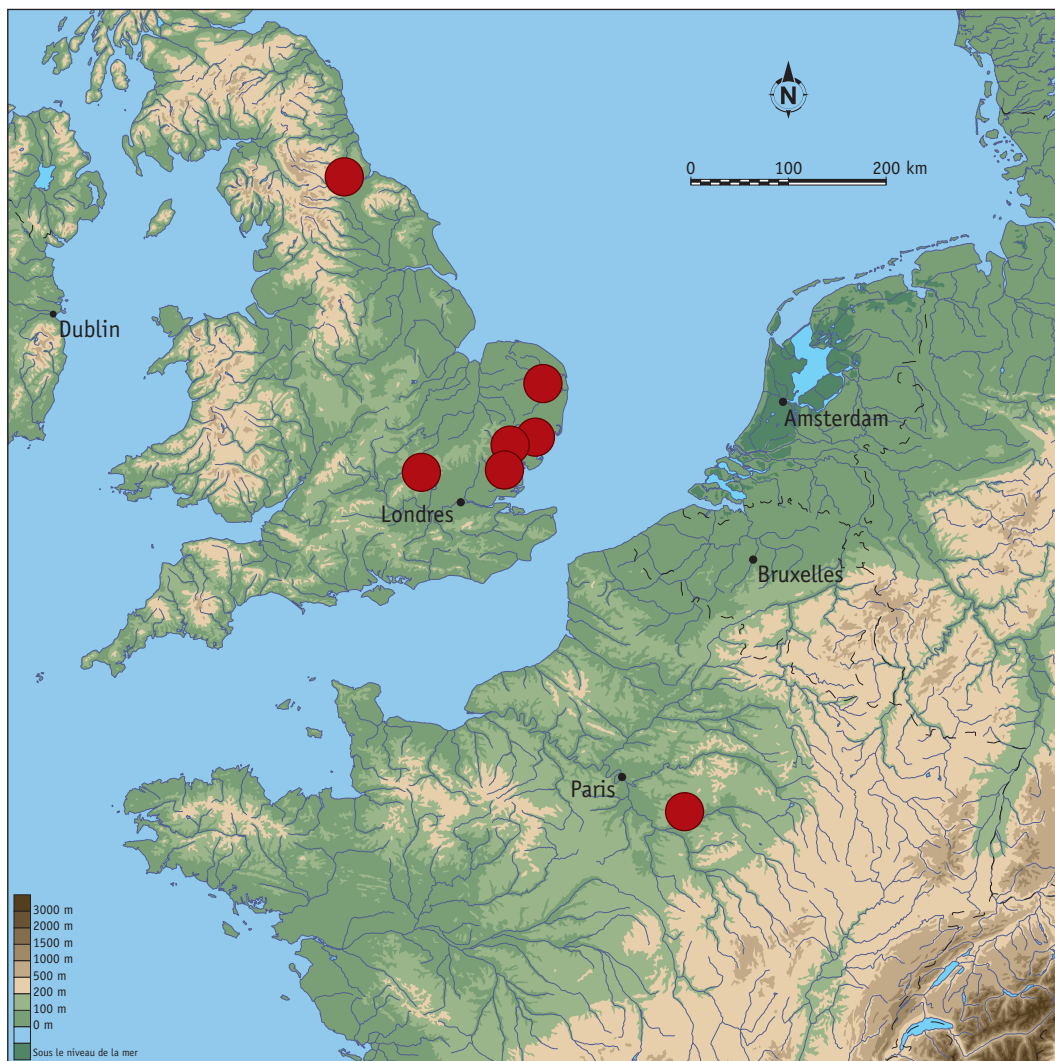 N
0 100 200 km
Dublin
Amsterdam
Londres
Bruxelles
Paris
3000 m
2000 m
1500 m
1000 m
500 m
200 m
100 m
0 m
Sous le niveau de la mer